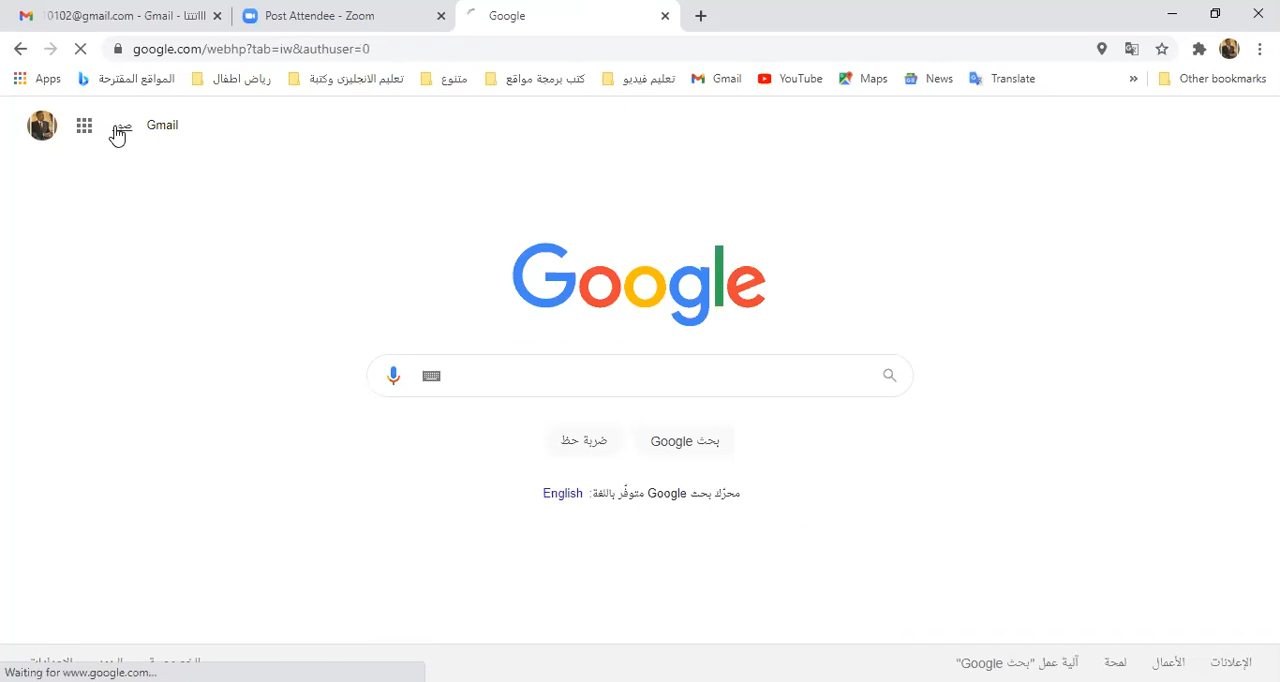 10102@gmail.com - Gmail - اااتتنا
Post Attendee - Zoom
Google
google.com/webhp?tab=iw&authuser=0
Apps
المواقع المقترحة
رياض اطفال
تعليم الانجليزى وكتبة
متنوع
كتب برمجة مواقع
تعليم فيديو
Gmail
YouTube
Maps
News
Translate
»
Other bookmarks
صور
Gmail
Google
بحث Google
ضربة حظ
محرّك بحث Google متوفّر باللغة: English
الإعلانات
الأعمال
لمحة
آلية عمل "بحث Google"
Waiting for www.google.com...